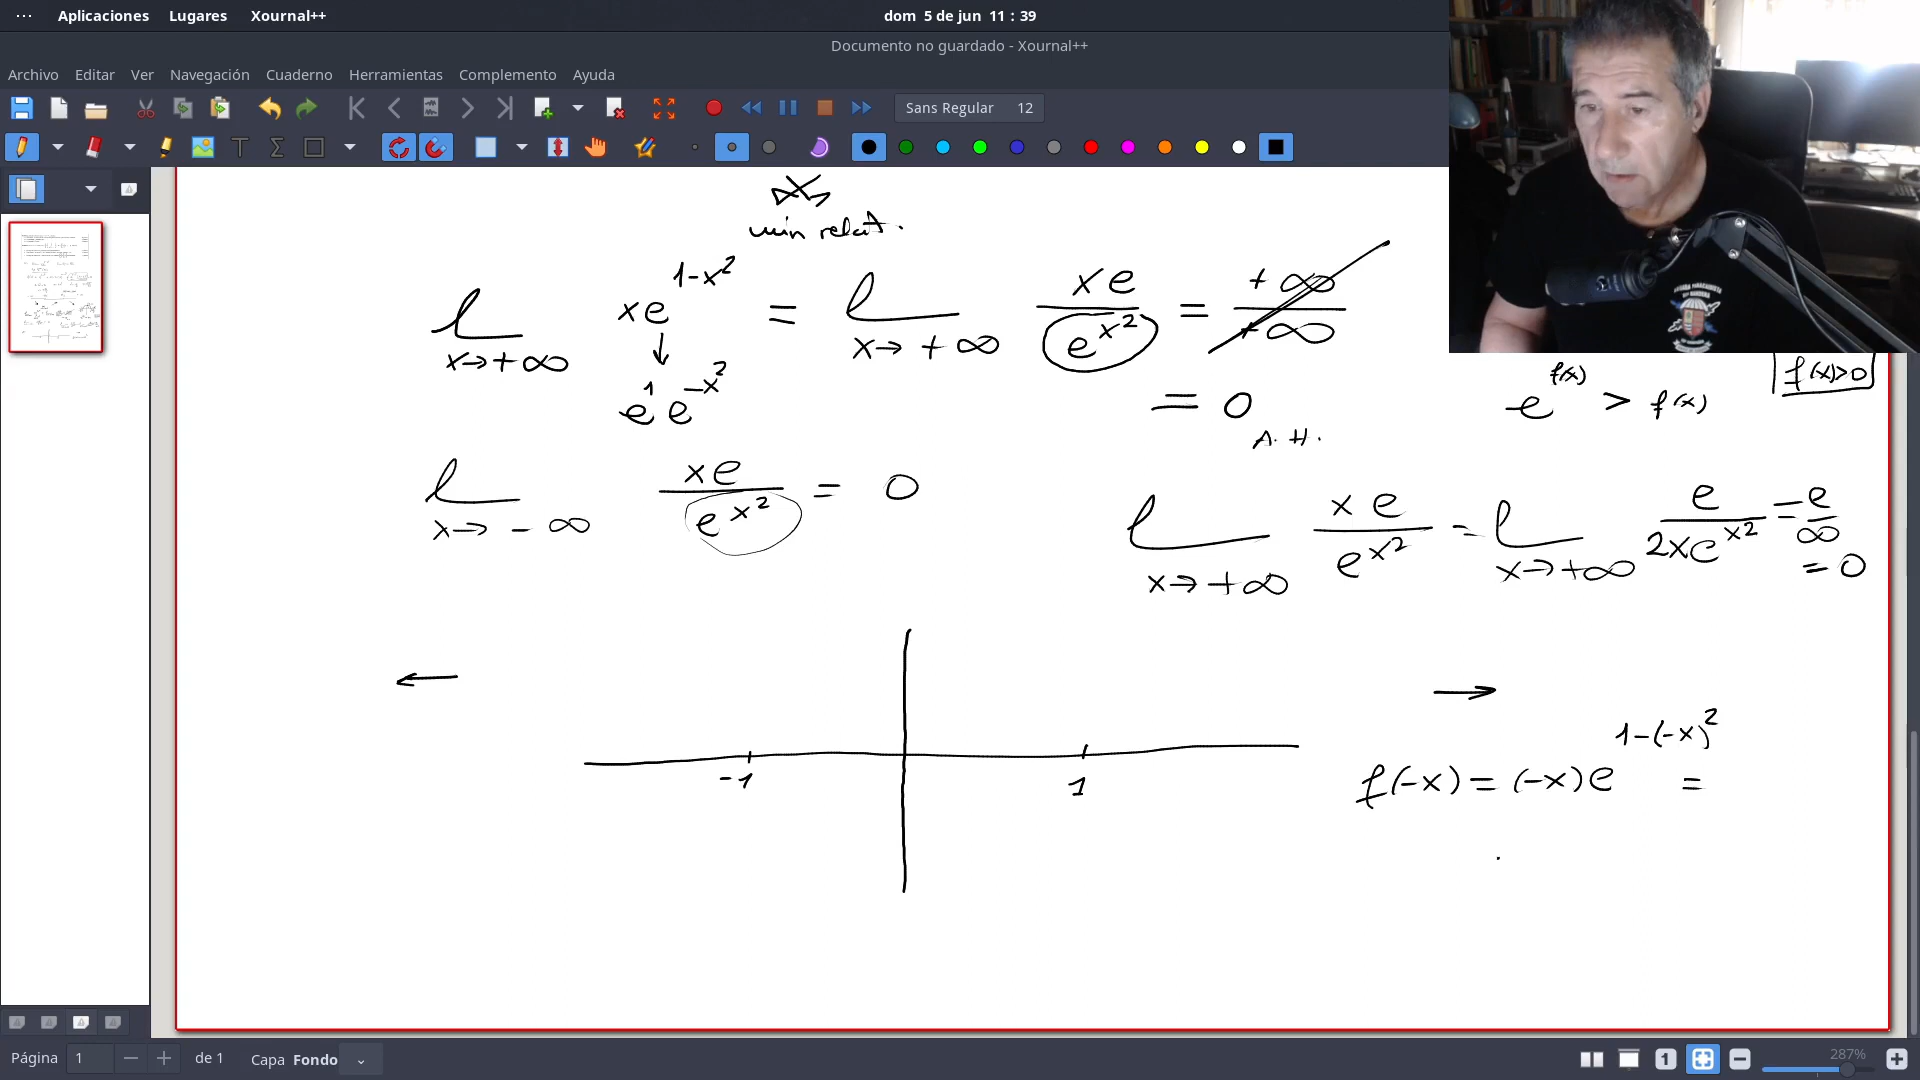 ... Aplicaciones Lugares Xournal++ dom 5 de jun 11 : 39
Documento no guardado - Xournal++
Archivo Editar Ver Navegación Cuaderno Herramientas Complemento Ayuda
Sans Regular 12
min relat.
l x→+∞ xe^(1-x²) = l x→+∞ xe/e^(x²) = +∞/+∞
e¹ e^(-x²)
= 0 A. H.
e^f(x) > f(x)
f(x)>0
l x→-∞ xe/e^(x²) = 0
l x→+∞ xe/e^(x²) = l x→+∞ e/2xe^(x²) = e/∞ = 0
-1 1
f(-x) = (-x)e^(1-(-x)²) =
Página 1 de 1 Capa Fondo 287%